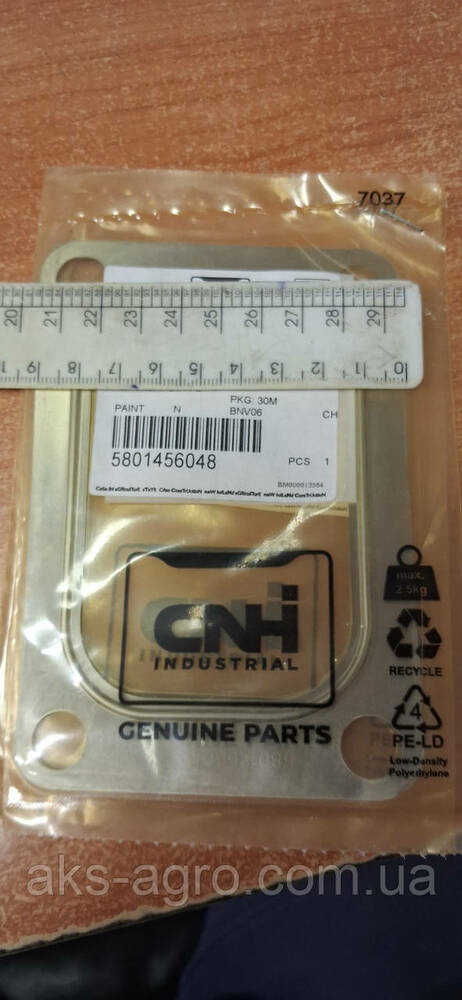 7037
20 21 22 23 24 25 26 27 28 29
9 8 7 6 5 4 3 2 1 0
PKG: 30M
PAINT N BNV06 CH
5801456048 PCS 1
CNH
INDUSTRIAL
GENUINE PARTS
max.
2.5kg
RECYCLE
4
PE-LD
Low-Density
Polyethylene
aks-agro.com.ua